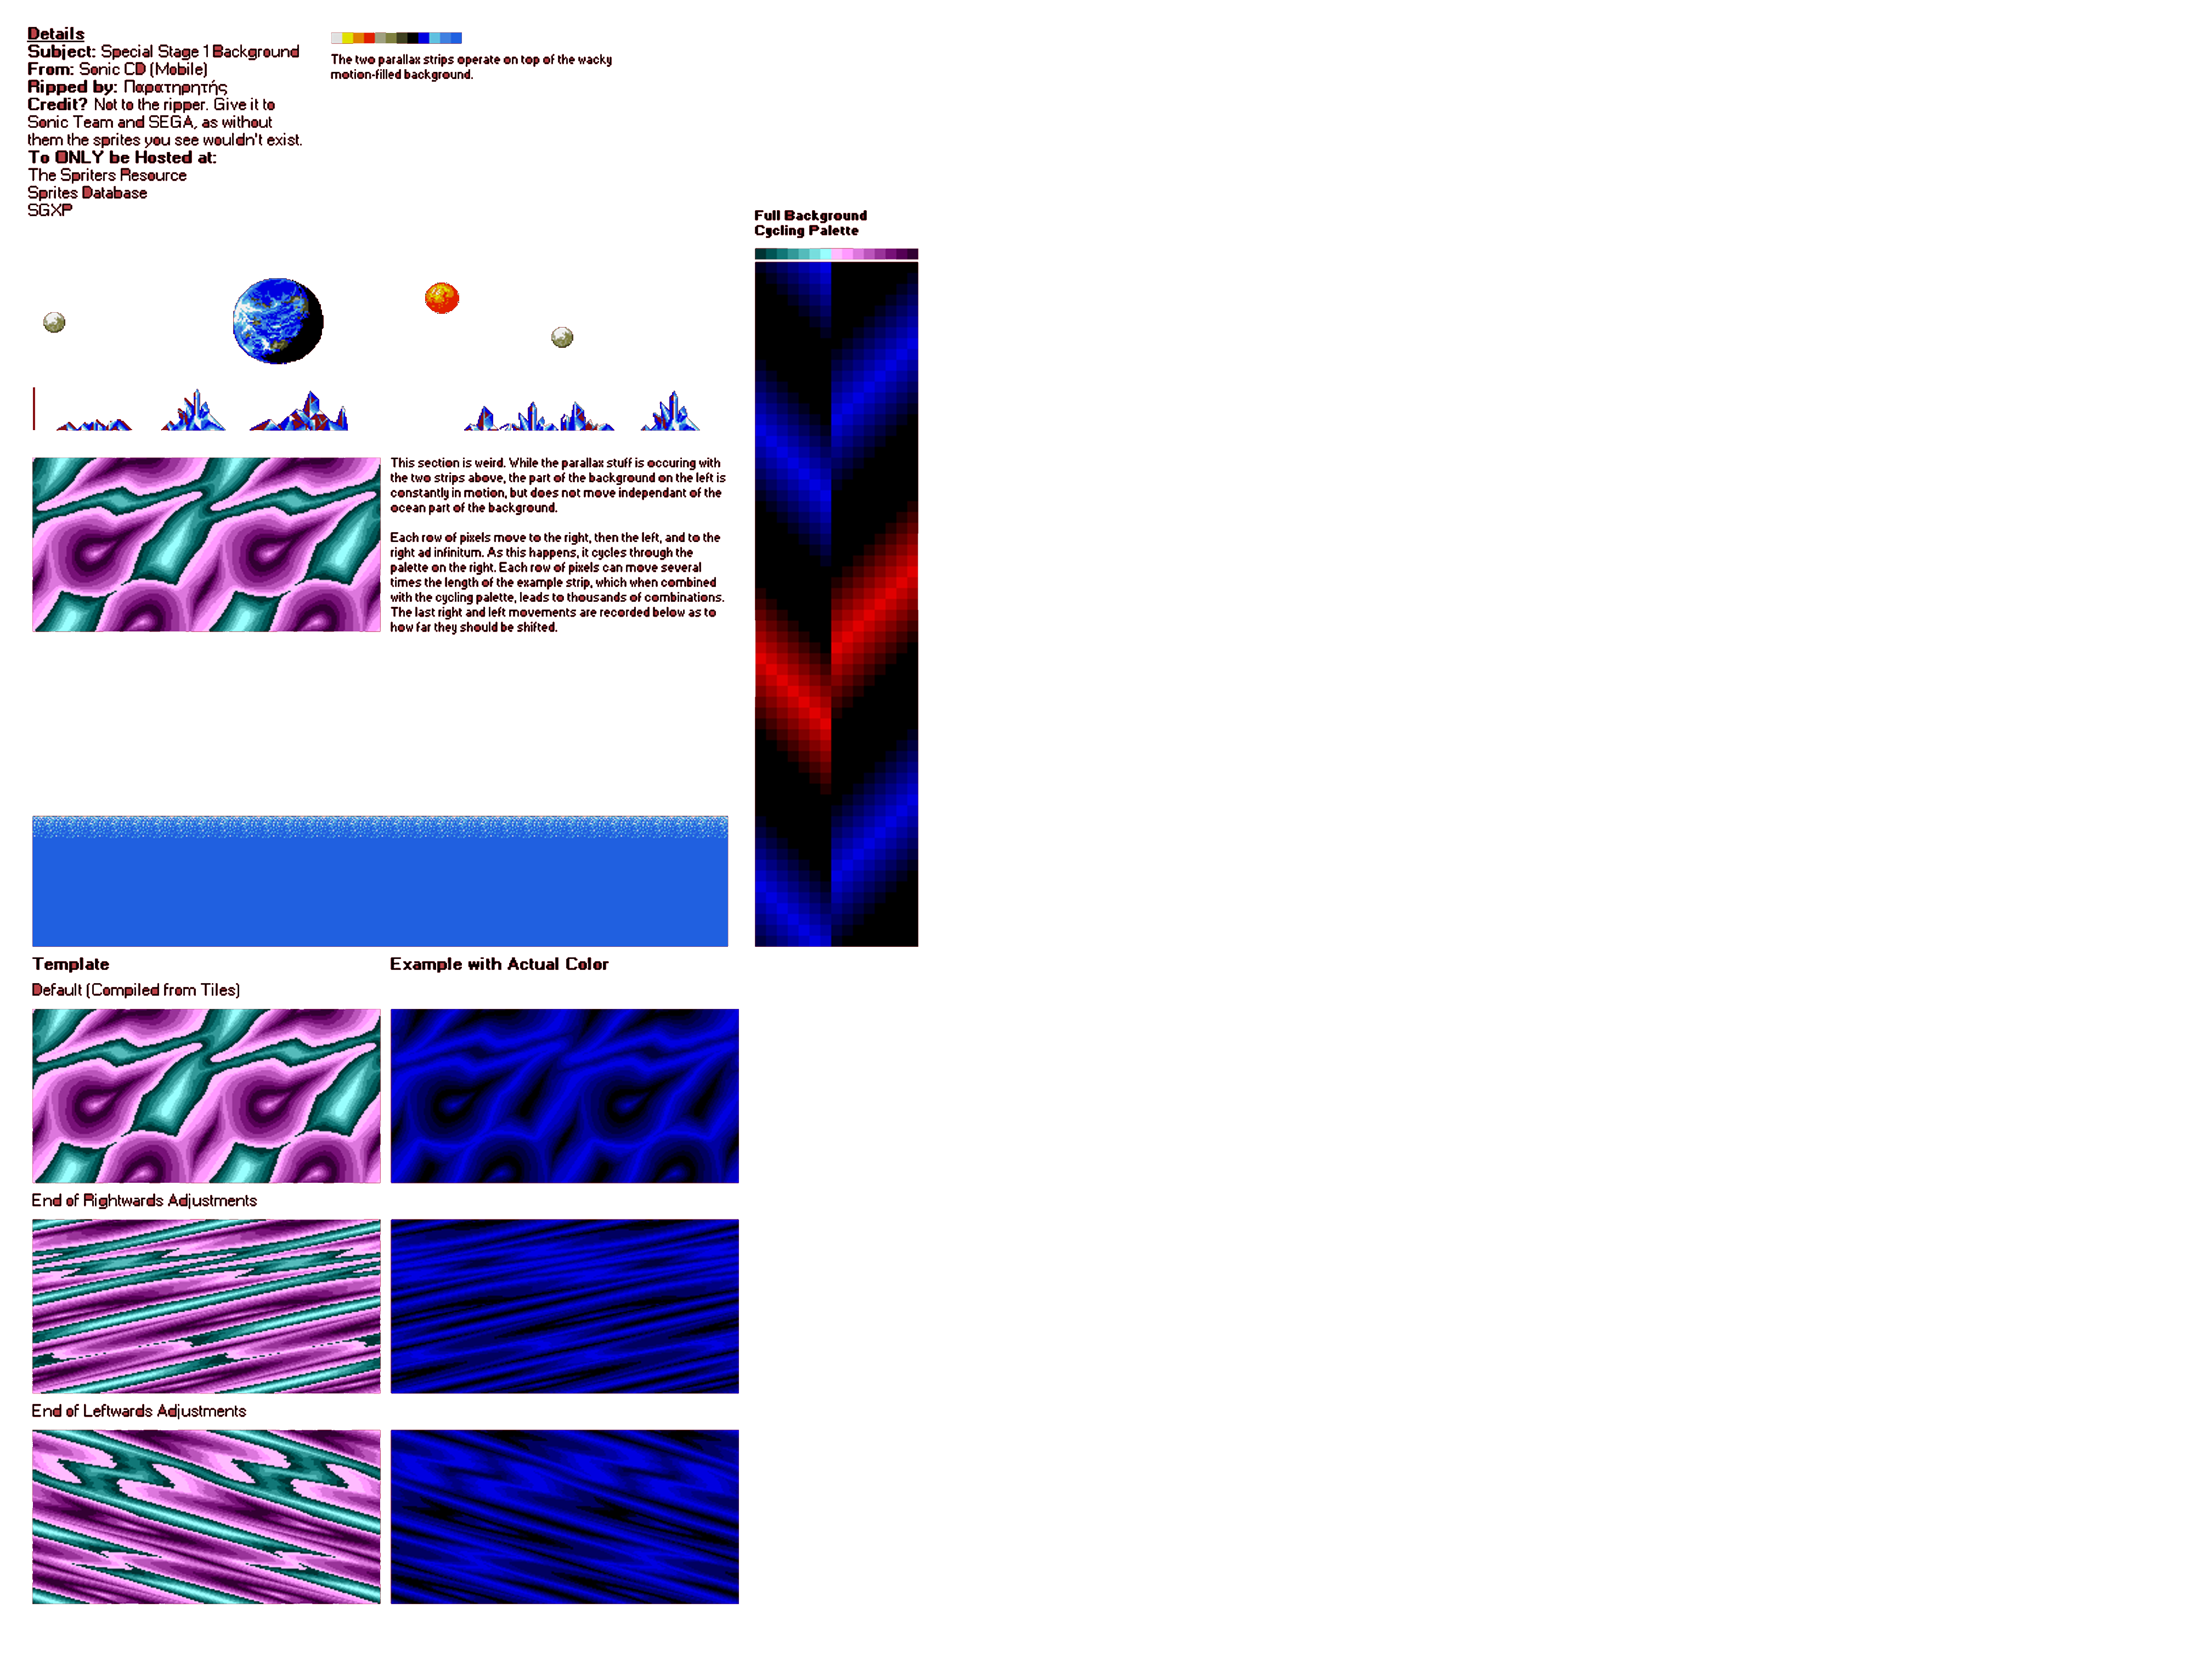 Details
Subject: Special Stage 1 Background
From: Sonic CD (Mobile)
Ripped by: Παρατηρητής
Credit? Not to the ripper. Give it to
Sonic Team and SEGA, as without
them the sprites you see wouldn't exist.
To ONLY be Hosted at:
The Spriters Resource
Sprites Database
SGXP
The two parallax strips operate on top of the wacky
motion-filled background.
Full Background
Cycling Palette
This section is weird. While the parallax stuff is occuring with
the two strips above, the part of the background on the left is
constantly in motion, but does not move independant of the
ocean part of the background.
Each row of pixels move to the right, then the left, and to the
right ad infinitum. As this happens, it cycles through the
palette on the right. Each row of pixels can move several
times the length of the example strip, which when combined
with the cycling palette, leads to thousands of combinations.
The last right and left movements are recorded below as to
how far they should be shifted.
Template
Example with Actual Color
Default (Compiled from Tiles)
End of Rightwards Adjustments
End of Leftwards Adjustments